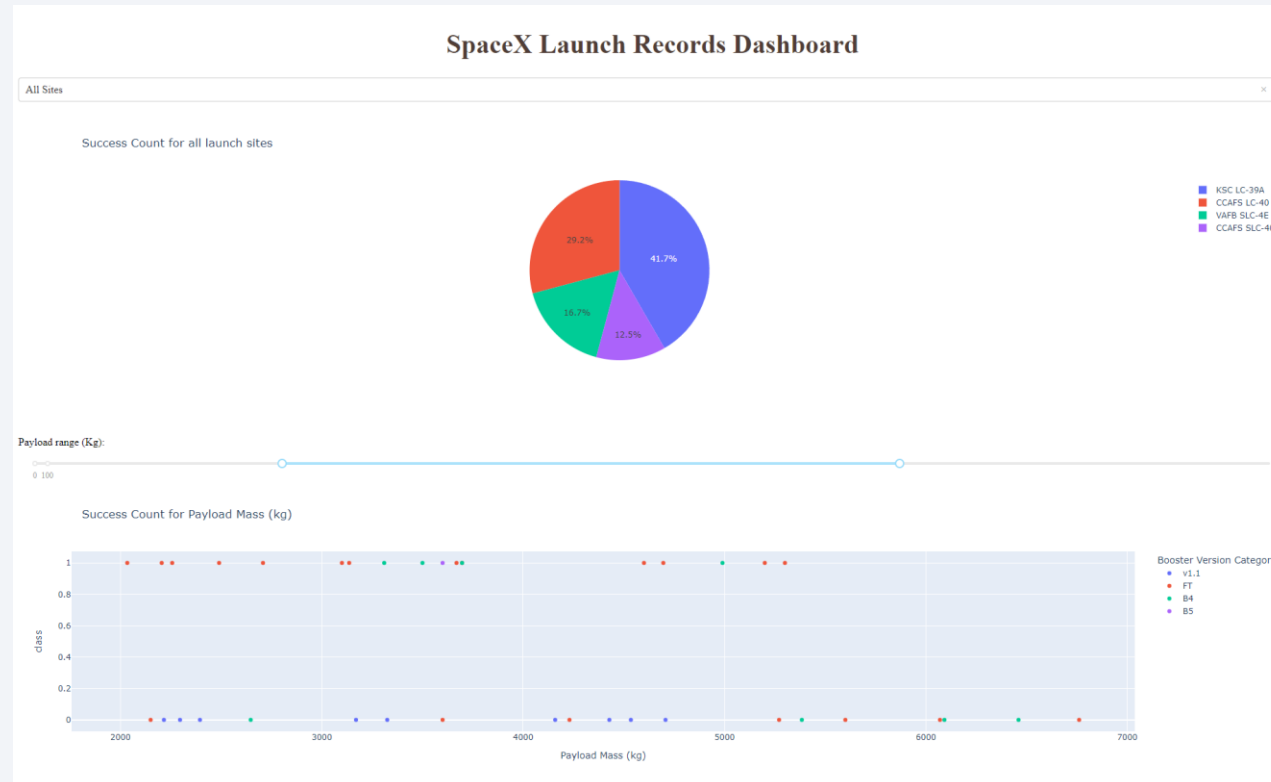 SpaceX Launch Records Dashboard
All Sites
×
Success Count for all launch sites
KSC LC-39A
CCAFS LC-40
VAFB SLC-4E
CCAFS SLC-4
29.2%
41.7%
16.7%
12.5%
Payload range (Kg):
0 100
Success Count for Payload Mass (kg)
Booster Version Categor
v1.1
FT
B4
B5
1
0.8
0.6
0.4
0.2
0
class
2000 3000 4000 5000 6000 7000
Payload Mass (kg)